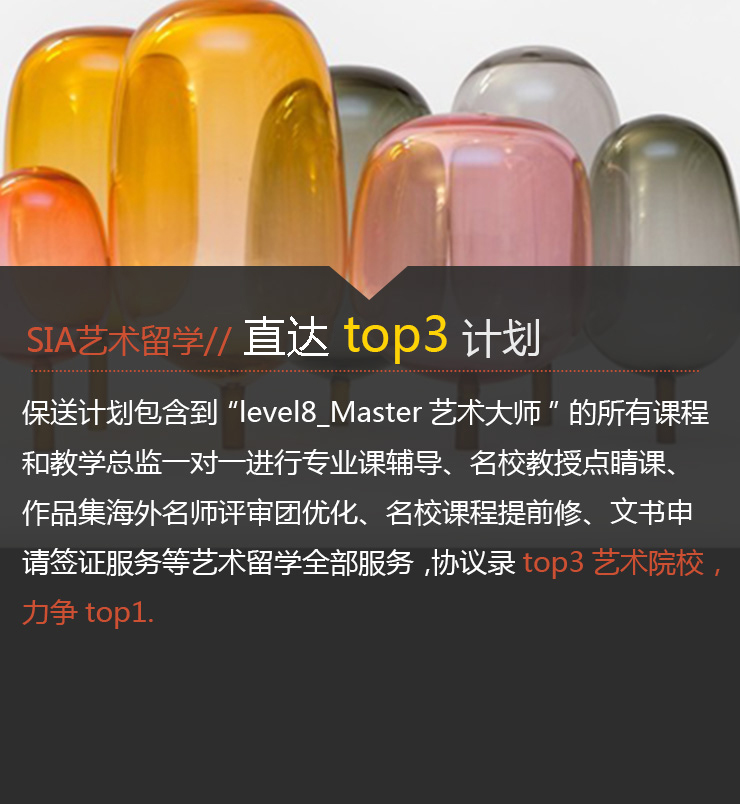 SIA艺术留学// 直达 top3 计划
保送计划包含到 “level8_Master 艺术大师 ” 的所有课程
和教学总监一对一进行专业课辅导、名校教授点睛课、
作品集海外名师评审团优化、名校课程提前修、文书申
请签证服务等艺术留学全部服务 ,协议录 top3 艺术院校，
力争 top1.